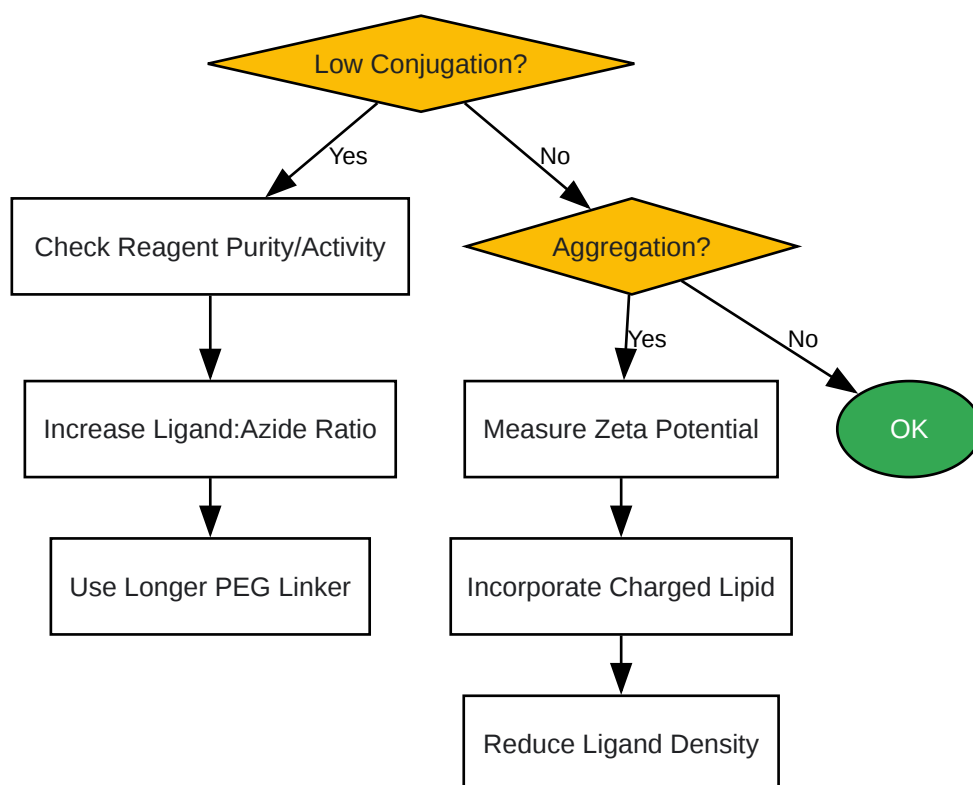 Low Conjugation?
Yes
No
Check Reagent Purity/Activity
Aggregation?
Yes
No
Increase Ligand:Azide Ratio
Measure Zeta Potential
OK
Use Longer PEG Linker
Incorporate Charged Lipid
Reduce Ligand Density